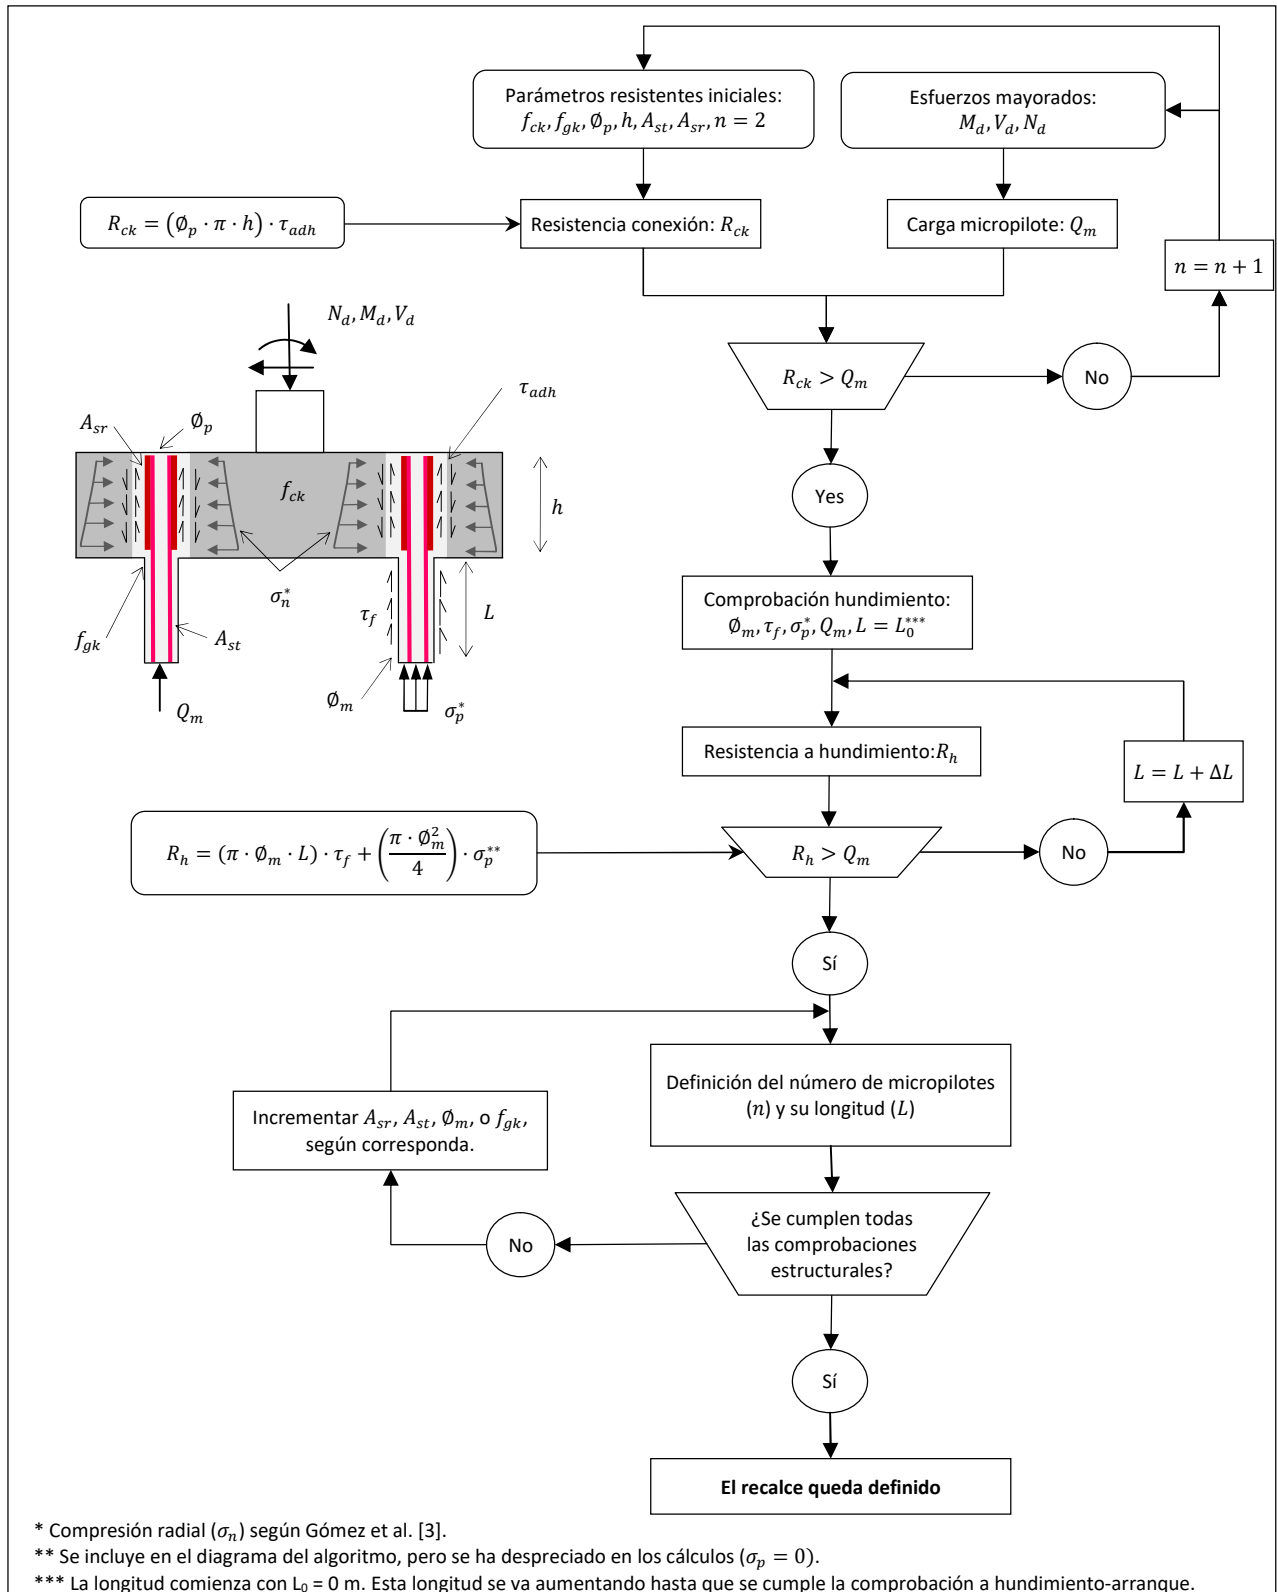 Parámetros resistentes iniciales:
f_ck, f_gk, Ø_p, h, A_st, A_sr, n = 2
Esfuerzos mayorados:
M_d, V_d, N_d
R_ck = (Ø_p · π · h) · τ_adh
Resistencia conexión: R_ck
Carga micropilote: Q_m
n = n + 1
N_d, M_d, V_d
R_ck > Q_m
No
τ_adh
A_sr
Ø_p
f_ck
h
Yes
σ_n^*
τ_f
L
f_gk
A_st
Ø_m
Q_m
σ_p^*
Comprobación hundimiento:
Ø_m, τ_f, σ_p^*, Q_m, L = L_0^***
Resistencia a hundimiento:R_h
L = L + ΔL
R_h = (π · Ø_m · L) · τ_f + (π · Ø_m^2 / 4) · σ_p^**
R_h > Q_m
No
Sí
Definición del número de micropilotes
(n) y su longitud (L)
Incrementar A_sr, A_st, Ø_m, o f_gk,
según corresponda.
¿Se cumplen todas
las comprobaciones
estructurales?
No
Sí
El recalce queda definido
* Compresión radial (σ_n) según Gómez et al. [3].
** Se incluye en el diagrama del algoritmo, pero se ha despreciado en los cálculos (σ_p = 0).
*** La longitud comienza con L₀ = 0 m. Esta longitud se va aumentando hasta que se cumple la comprobación a hundimiento-arranque.